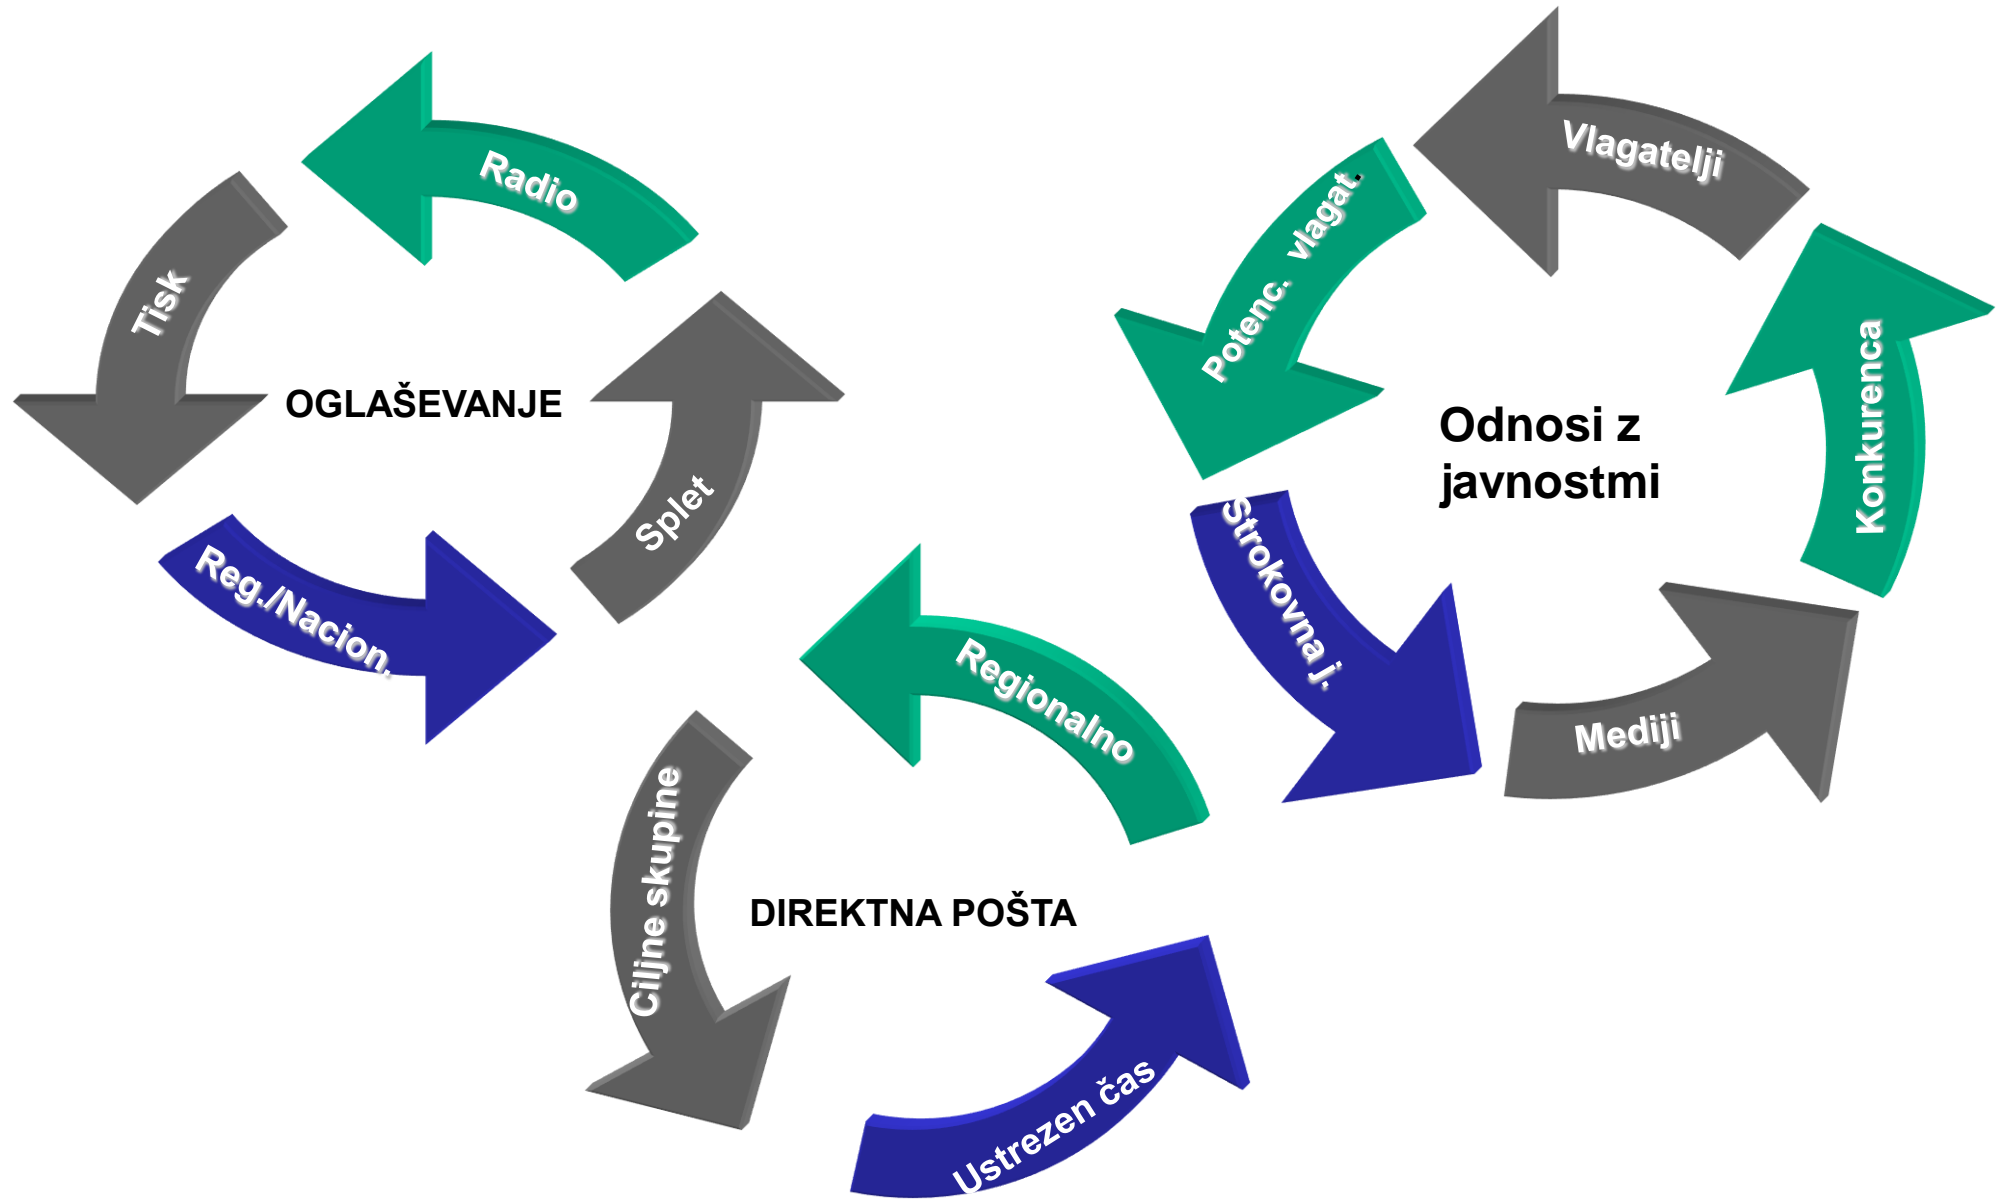 Radio
Tisk
OGLAŠEVANJE
Splet
Reg./Nacion.
Vlagatelji
Potenc. vlagat.
Konkurenca
Odnosi z
javnostmi
Strokovna j.
Mediji
Regionalno
Ciljne skupine
DIREKTNA POŠTA
Ustrezen čas